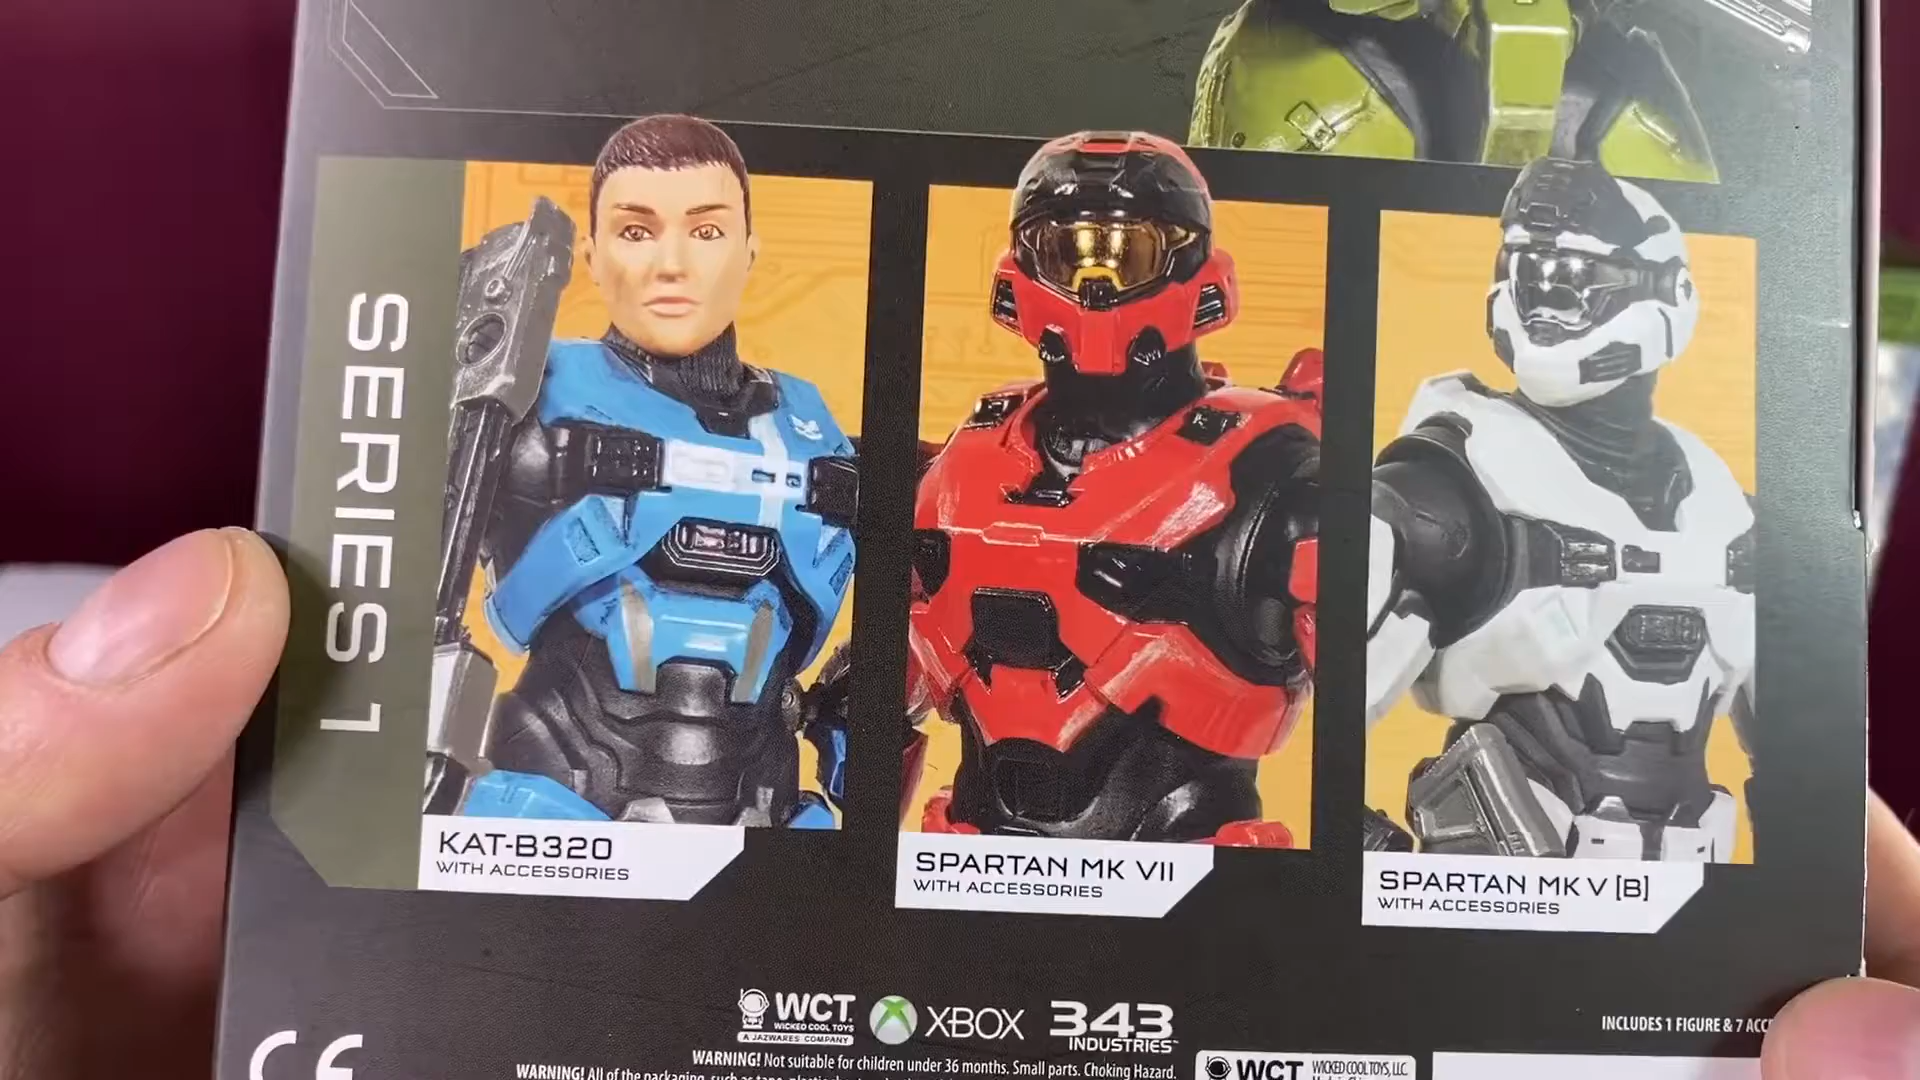 SERIES 1
KAT-B320
WITH ACCESSORIES
SPARTAN MK VII
WITH ACCESSORIES
SPARTAN MK V [B]
WITH ACCESSORIES
WCT.
WICKED COOL TOYS
A JAZWARES COMPANY
XBOX
343
INDUSTRIES
INCLUDES 1 FIGURE & 7
CE
WARNING! Not suitable for children under 36 months. Small parts. Choking Hazard.
WARNING! All of the packaging, such as
WCT
WICKED COOL TOYS, LLC.